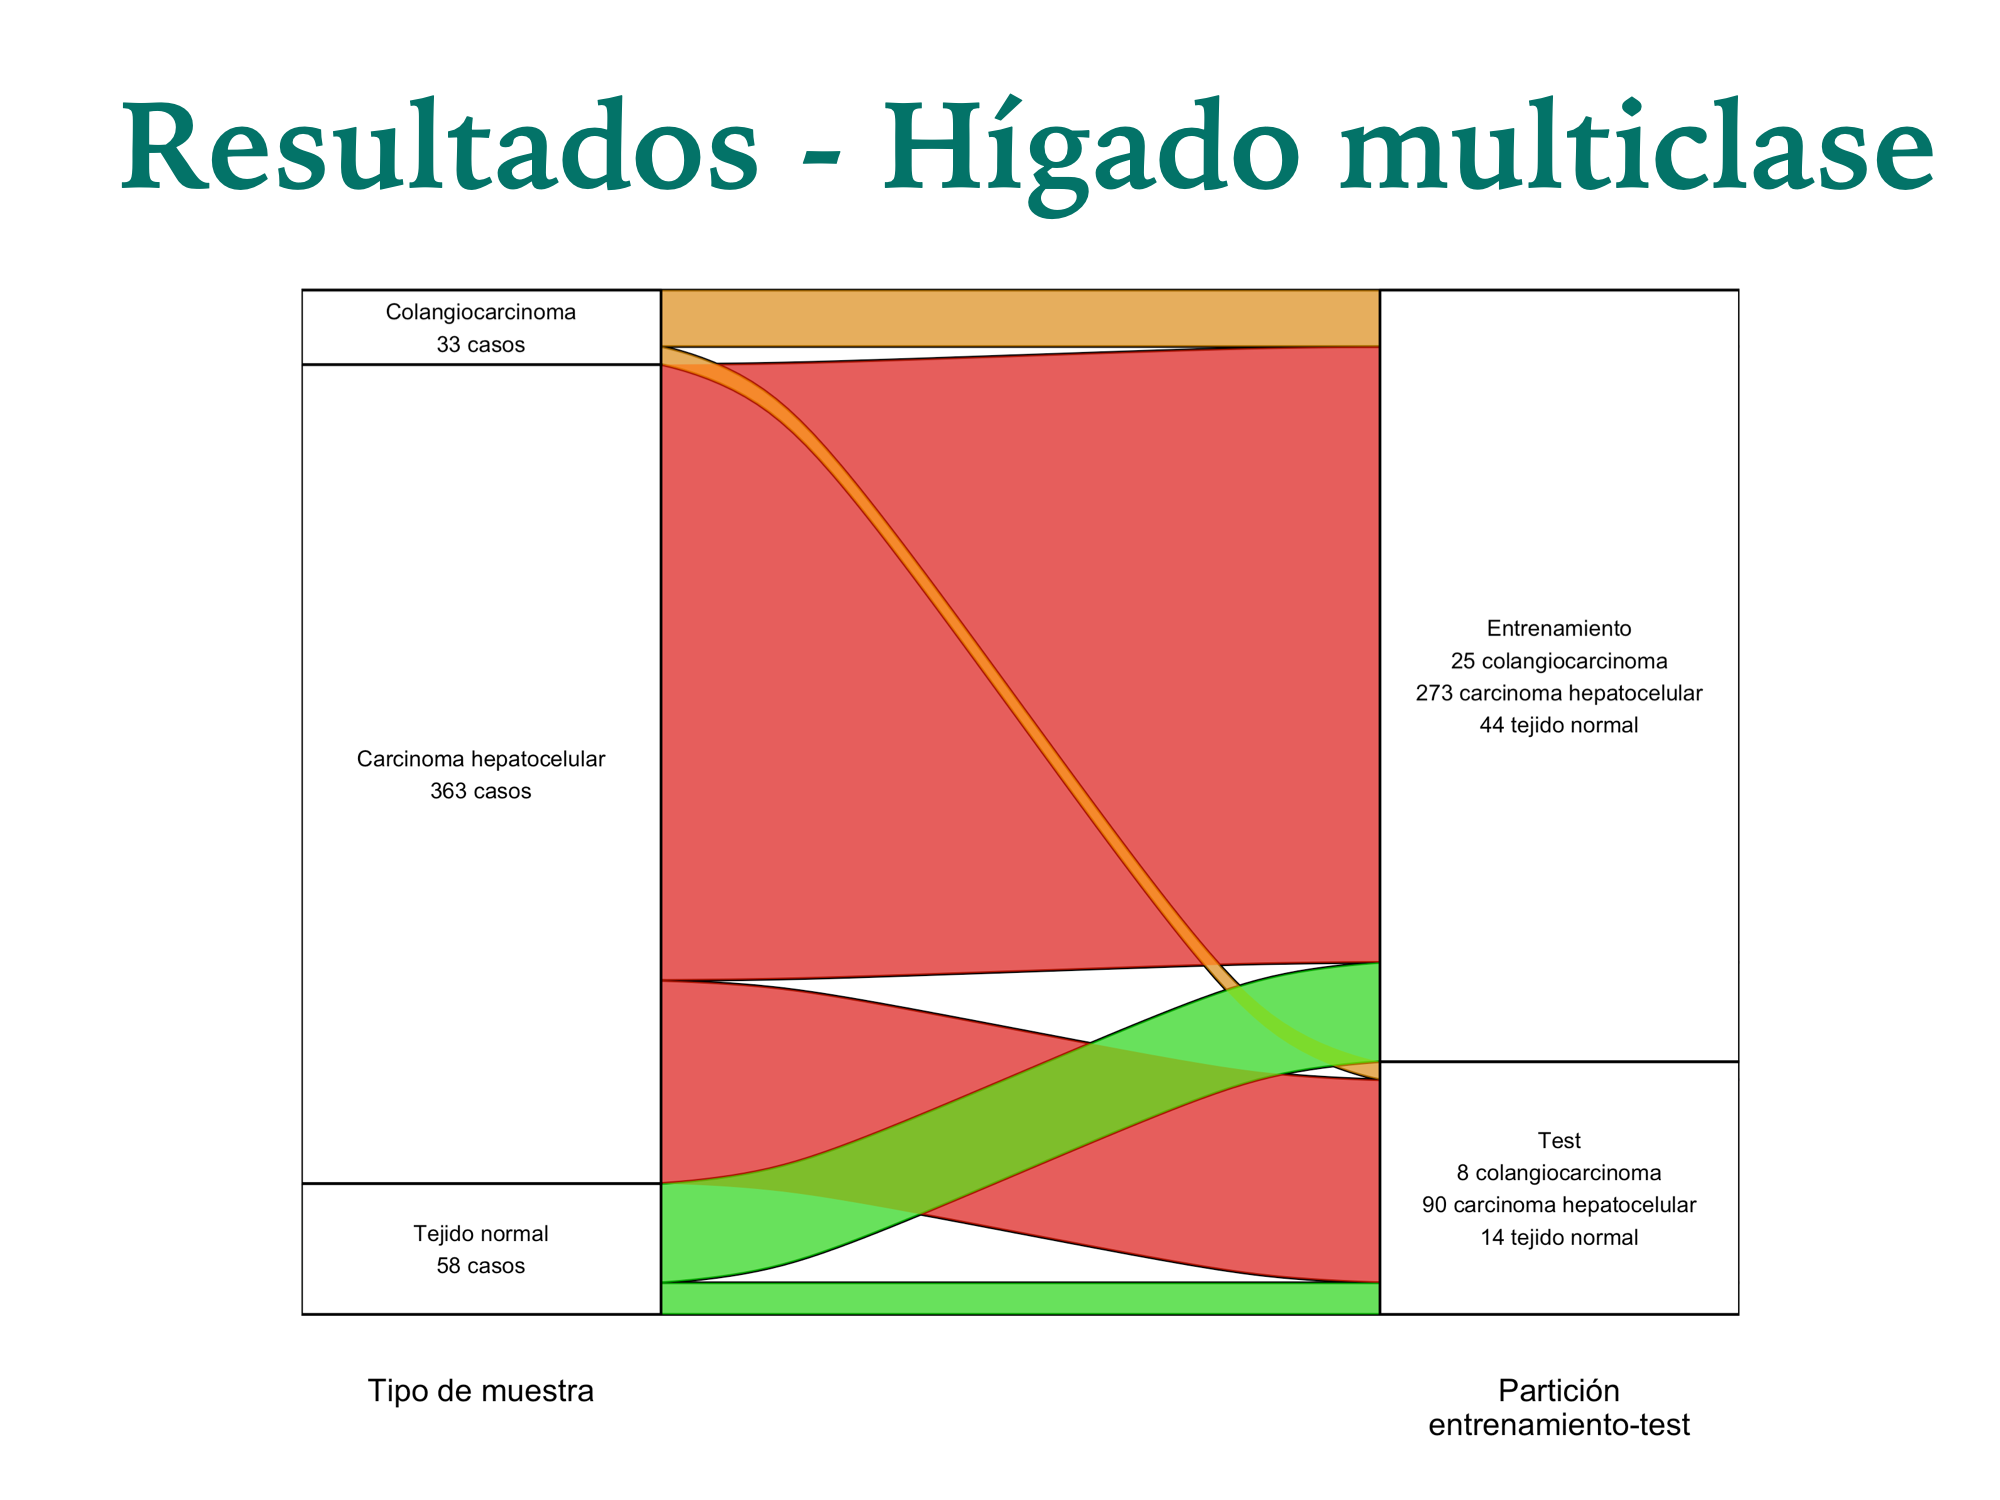 Resultados - Hígado multiclase
Colangiocarcinoma
33 casos
Carcinoma hepatocelular
363 casos
Tejido normal
58 casos
Entrenamiento
25 colangiocarcinoma
273 carcinoma hepatocelular
44 tejido normal
Test
8 colangiocarcinoma
90 carcinoma hepatocelular
14 tejido normal
Tipo de muestra
Partición
entrenamiento-test